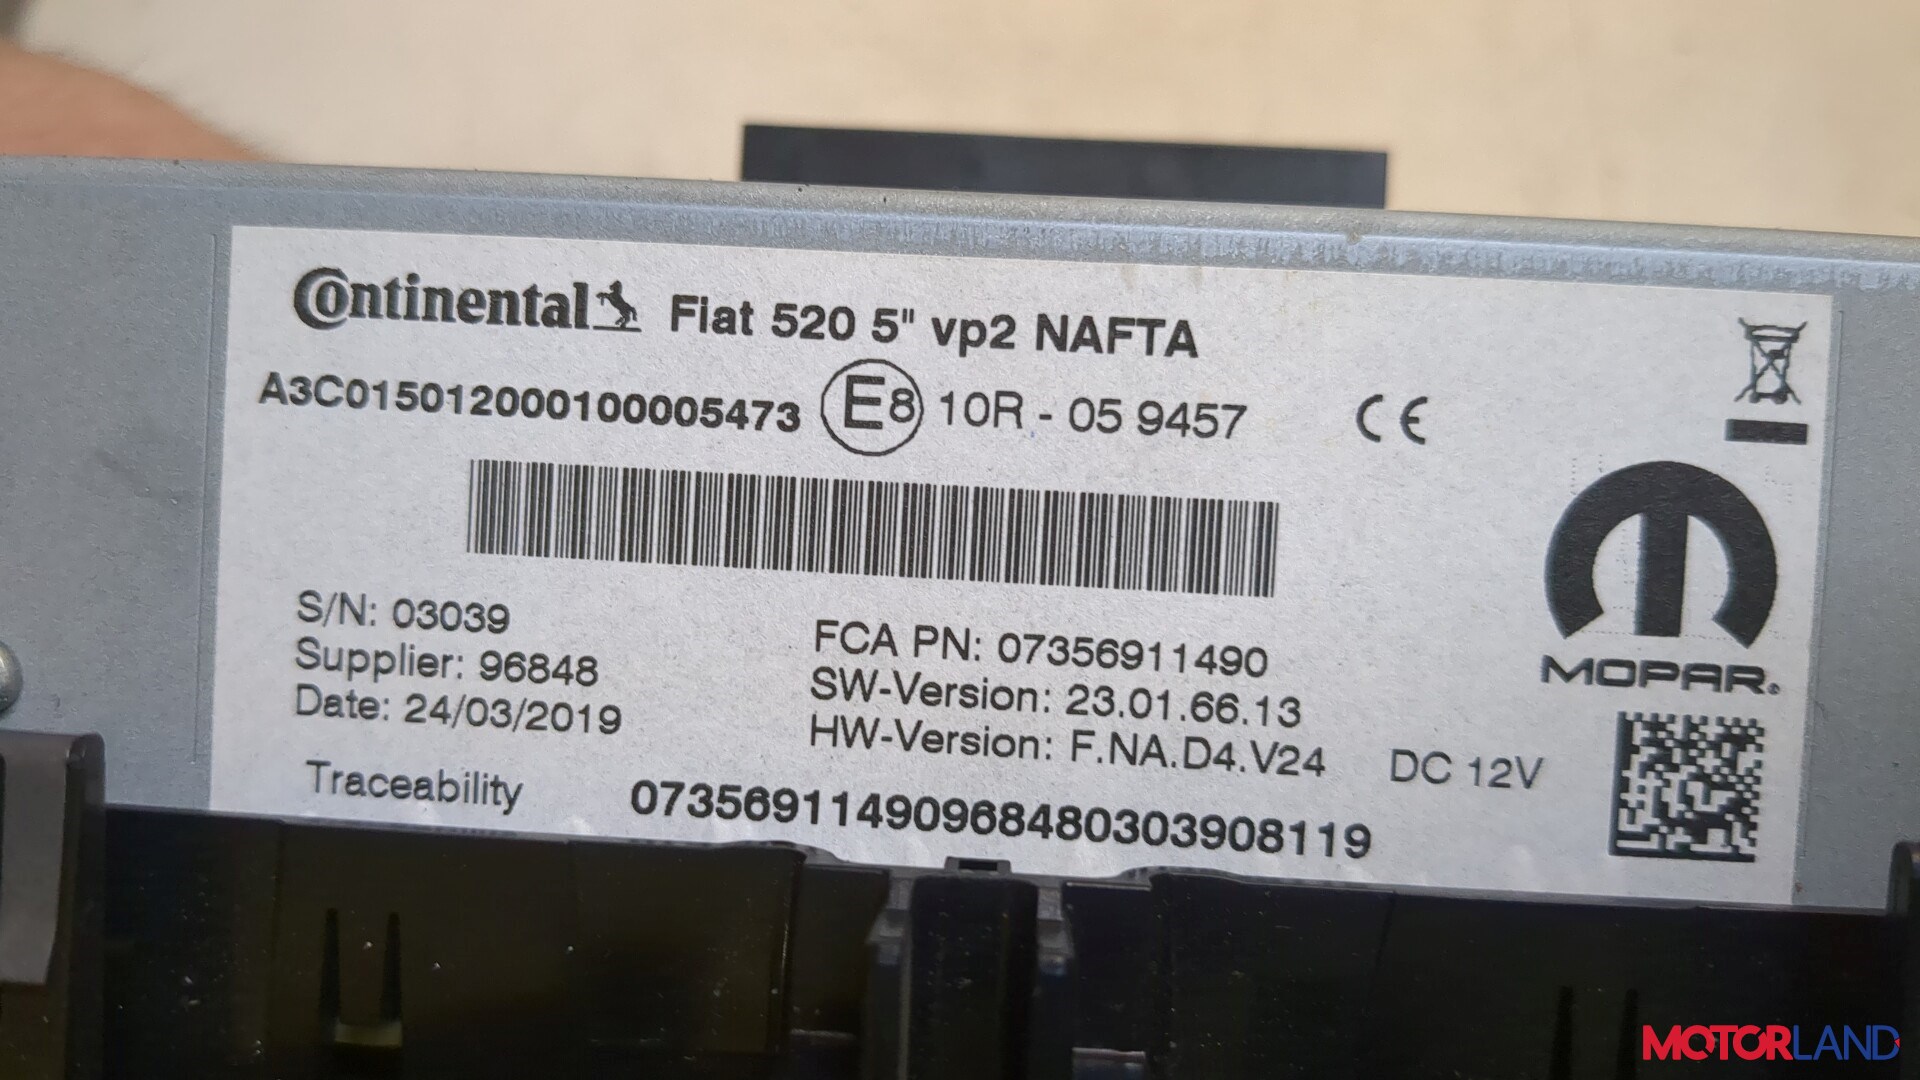 Continental Fiat 520 5" vp2 NAFTA
A3C015012000100005473 E8 10R - 05 9457 CE
S/N: 03039
Supplier: 96848
Date: 24/03/2019
FCA PN: 07356911490
SW-Version: 23.01.66.13
HW-Version: F.NA.D4.V24 DC 12V
MOPAR®
Traceability 07356911490968480303908119
MOTORLAND